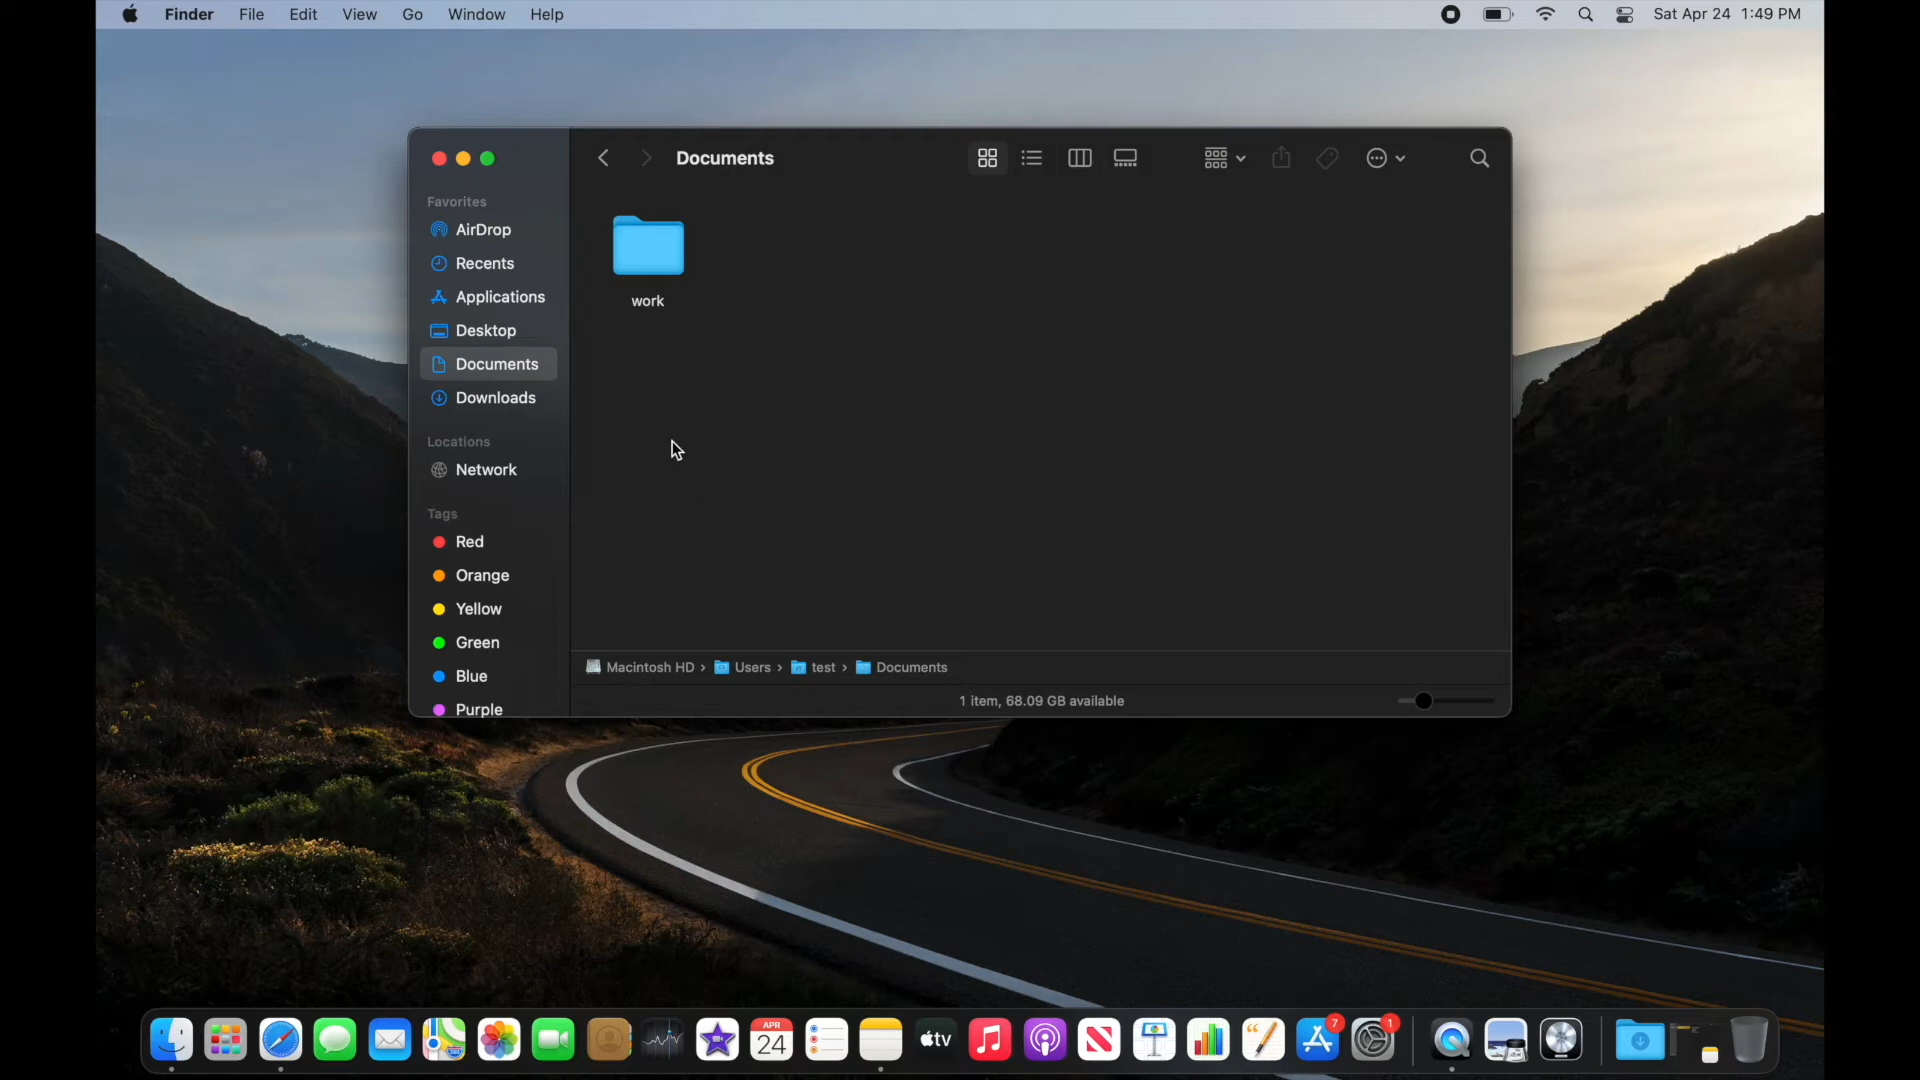 Finder File Edit View Go Window Help Sat Apr 24 1:49 PM
Documents
Favorites
AirDrop
Recents
Applications
Desktop
Documents
Downloads
Locations
Network
Tags
Red
Orange
Yellow
Green
Blue
Purple
work
Macintosh HD › Users › test › Documents
1 item, 68.09 GB available
APR
24
tv
7
1